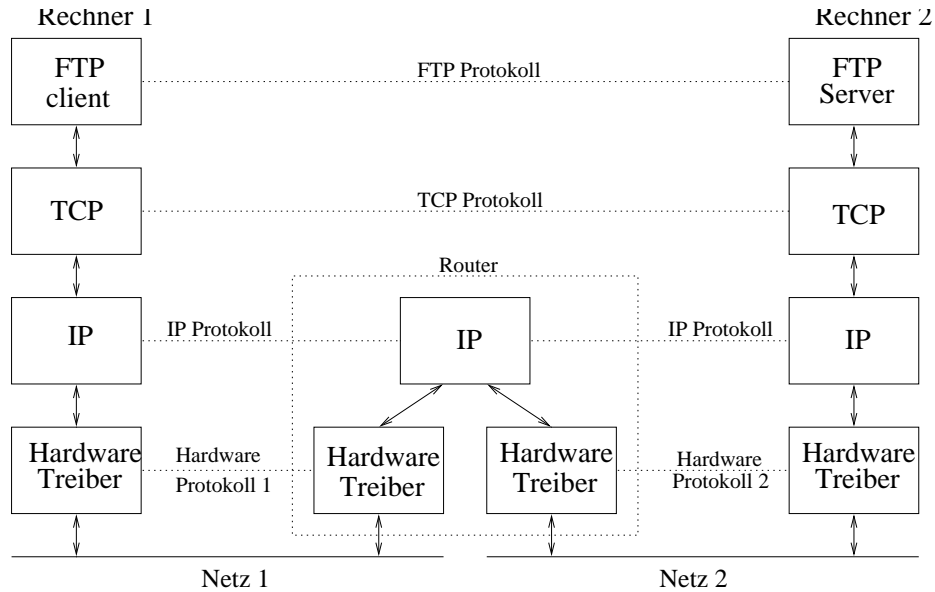 Rechner 1
Rechner 2
FTP
client
FTP Protokoll
FTP
Server
TCP
TCP Protokoll
TCP
Router
IP
IP Protokoll
IP
IP Protokoll
IP
Hardware
Treiber
Hardware
Protokoll 1
Hardware
Treiber
Hardware
Treiber
Hardware
Protokoll 2
Hardware
Treiber
Netz 1
Netz 2